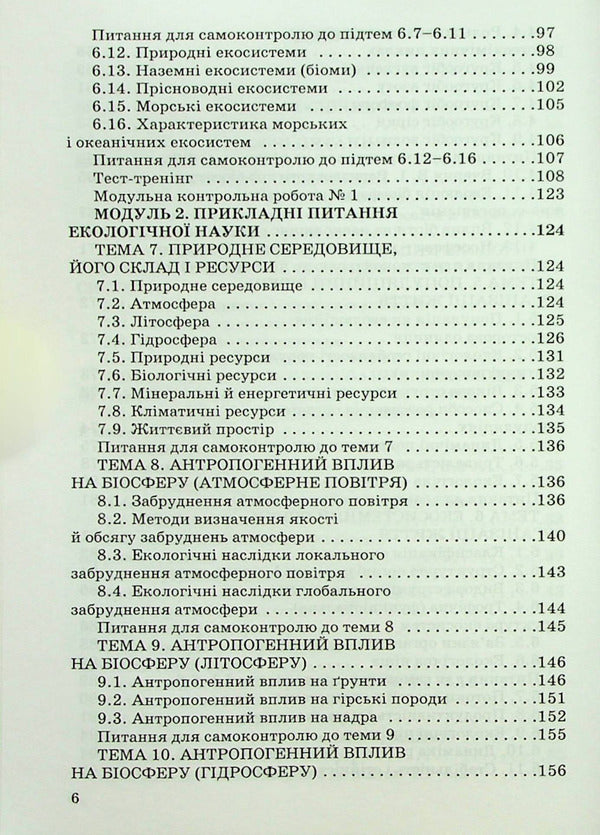 Питання для самоконтролю до підтем 6.7–6.11 . . . . . . . 97
6.12. Природні екосистеми . . . . . . . . . . . . . . . . . . . . . . 98
6.13. Наземні екосистеми (біоми) . . . . . . . . . . . . . . . . . 99
6.14. Прісноводні екосистеми . . . . . . . . . . . . . . . . . . . . 102
6.15. Морські екосистеми . . . . . . . . . . . . . . . . . . . . . . . 105
6.16. Характеристика морських
і океанічних екосистем . . . . . . . . . . . . . . . . . . . . . . . . . . 106
Питання для самоконтролю до підтем 6.12–6.16 . . . . . . 107
Тест-тренінг . . . . . . . . . . . . . . . . . . . . . . . . . . . . . . . . 108
Модульна контрольна робота № 1 . . . . . . . . . . . . . . . . 123
МОДУЛЬ 2. ПРИКЛАДНІ ПИТАННЯ
ЕКОЛОГІЧНОЇ НАУКИ . . . . . . . . . . . . . . . . . . . . . . . . . . 124
ТЕМА 7. ПРИРОДНЕ СЕРЕДОВИЩЕ,
ЙОГО СКЛАД І РЕСУРСИ . . . . . . . . . . . . . . . . . . . . . . . . 124
7.1. Природне середовище . . . . . . . . . . . . . . . . . . . . . . 124
7.2. Атмосфера . . . . . . . . . . . . . . . . . . . . . . . . . . . . . . 124
7.3. Літосфера . . . . . . . . . . . . . . . . . . . . . . . . . . . . . . . 125
7.4. Гідросфера . . . . . . . . . . . . . . . . . . . . . . . . . . . . . . 126
7.5. Природні ресурси . . . . . . . . . . . . . . . . . . . . . . . . . 131
7.6. Біологічні ресурси . . . . . . . . . . . . . . . . . . . . . . . . . 132
7.7. Мінеральні й енергетичні ресурси . . . . . . . . . . . . . 133
7.8. Кліматичні ресурси . . . . . . . . . . . . . . . . . . . . . . . . 134
7.9. Життєвий простір . . . . . . . . . . . . . . . . . . . . . . . . . 135
Питання для самоконтролю до теми 7 . . . . . . . . . . . . . 136
ТЕМА 8. АНТРОПОГЕННИЙ ВПЛИВ
НА БІОСФЕРУ (АТМОСФЕРНЕ ПОВІТРЯ) . . . . . . . . . . . . 136
8.1. Забруднення атмосферного повітря . . . . . . . . . . . . 136
8.2. Методи визначення якості
й обсягу забруднень атмосфери . . . . . . . . . . . . . . . . . . . 140
8.3. Екологічні наслідки локального
забруднення атмосферного повітря . . . . . . . . . . . . . . . . 143
8.4. Екологічні наслідки глобального
забруднення атмосфери . . . . . . . . . . . . . . . . . . . . . . . . . 144
Питання для самоконтролю до теми 8 . . . . . . . . . . . . . 145
ТЕМА 9. АНТРОПОГЕННИЙ ВПЛИВ
НА БІОСФЕРУ (ЛІТОСФЕРУ) . . . . . . . . . . . . . . . . . . . . . 146
9.1. Антропогенний вплив на ґрунти . . . . . . . . . . . . . . 146
9.2. Антропогенний вплив на гірські породи . . . . . . . . . 151
9.3. Антропогенний вплив на надра . . . . . . . . . . . . . . . 152
Питання для самоконтролю до теми 9 . . . . . . . . . . . . . 155
ТЕМА 10. АНТРОПОГЕННИЙ ВПЛИВ
НА БІОСФЕРУ (ГІДРОСФЕРУ) . . . . . . . . . . . . . . . . . . . . 156
6